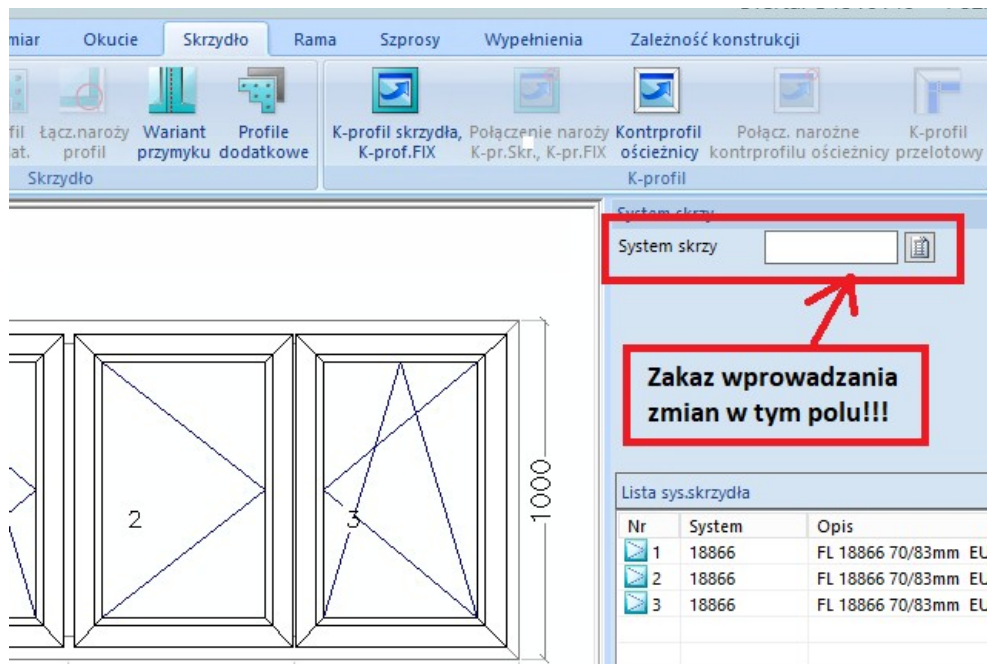 miar Okucie Skrzydło Rama Szprosy Wypełnienia Zależność konstrukcji
fil Łącz.naroży Wariant Profile K-profil skrzydła, Połączenie naroży Kontrprofil Połącz. narożne K-profil
at. profil przymyku dodatkowe K-prof.FIX K-pr.Skr., K-pr.FIX ościeżnicy kontrprofilu ościeżnicy przelotowy
Skrzydło K-profil
System skrzy
System skrzy
Zakaz wprowadzania
zmian w tym polu!!!
2 3 1000
Lista sys.skrzydła
Nr System Opis
1 18866 FL 18866 70/83mm EU
2 18866 FL 18866 70/83mm EU
3 18866 FL 18866 70/83mm EU